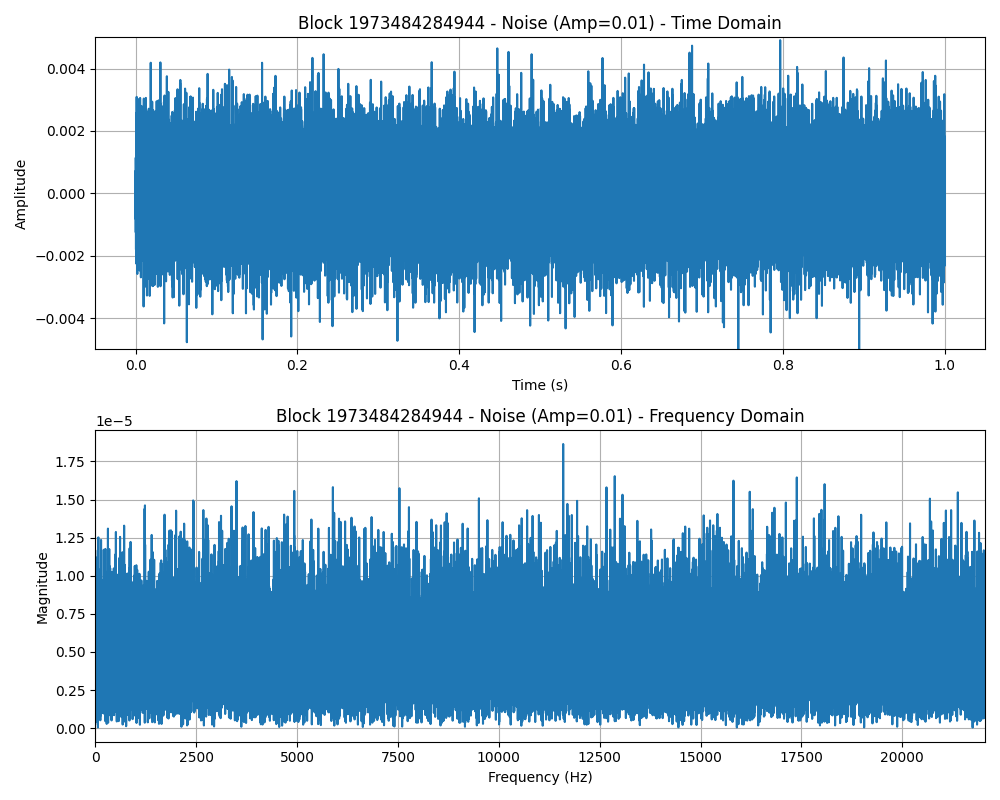 Block 1973484284944 - Noise (Amp=0.01) - Time Domain
0.004
0.002
0.000
−0.002
−0.004
Amplitude
0.0 0.2 0.4 0.6 0.8 1.0
Time (s)
Block 1973484284944 - Noise (Amp=0.01) - Frequency Domain
1e−5
1.75
1.50
1.25
1.00
0.75
0.50
0.25
0.00
Magnitude
0 2500 5000 7500 10000 12500 15000 17500 20000
Frequency (Hz)